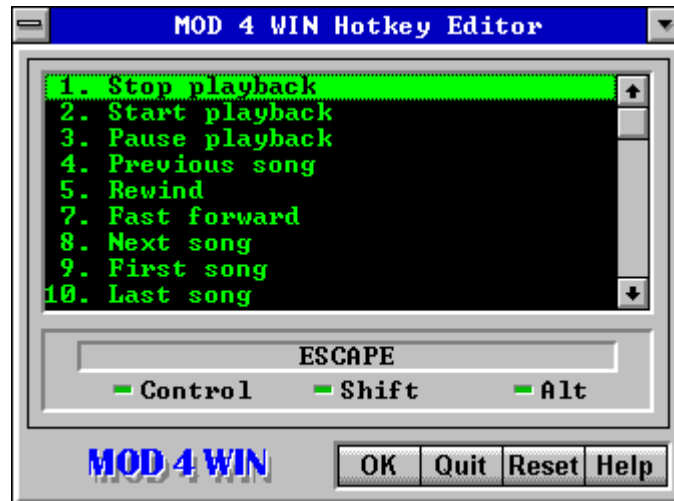 MOD 4 WIN Hotkey Editor
1. Stop playback
2. Start playback
3. Pause playback
4. Previous song
5. Rewind
7. Fast forward
8. Next song
9. First song
10. Last song
ESCAPE
Control Shift Alt
MOD 4 WIN OK Quit Reset Help